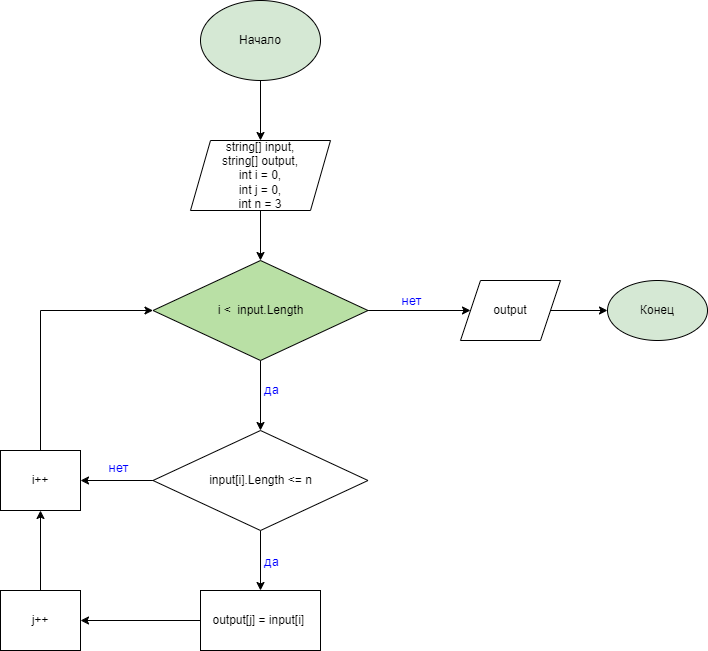 Начало
string[] input,
string[] output,
int i = 0,
int j = 0,
int n = 3
i < input.Length
нет
output
Конец
да
input[i].Length <= n
нет
i++
да
output[j] = input[i]
j++